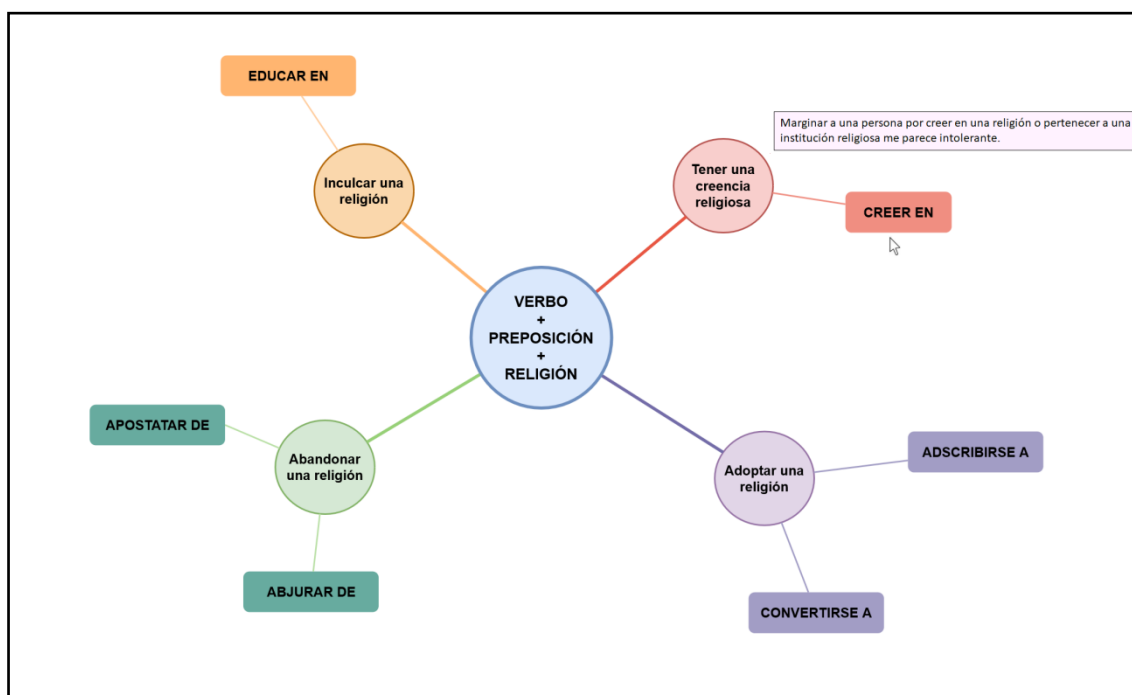 EDUCAR EN
Inculcar una
religión
Marginar a una persona por creer en una religión o pertenecer a una
institución religiosa me parece intolerante.
Tener una
creencia
religiosa
CREER EN
VERBO
+
PREPOSICIÓN
+
RELIGIÓN
APOSTATAR DE
Abandonar
una religión
ABJURAR DE
Adoptar una
religión
ADSCRIBIRSE A
CONVERTIRSE A